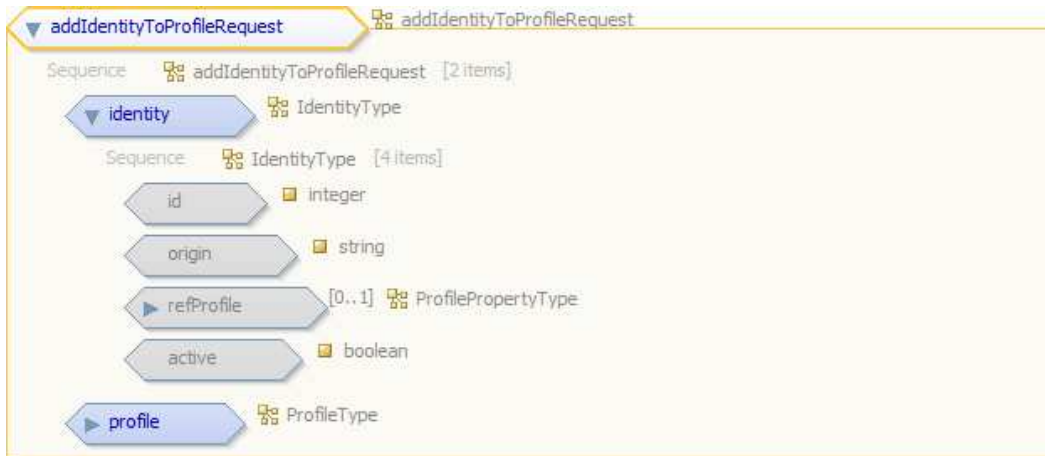 addIdentityToProfileRequest addIdentityToProfileRequest
Sequence addIdentityToProfileRequest [2 items]
identity IdentityType
Sequence IdentityType [4 items]
id integer
origin string
refProfile [0..1] ProfilePropertyType
active boolean
profile ProfileType